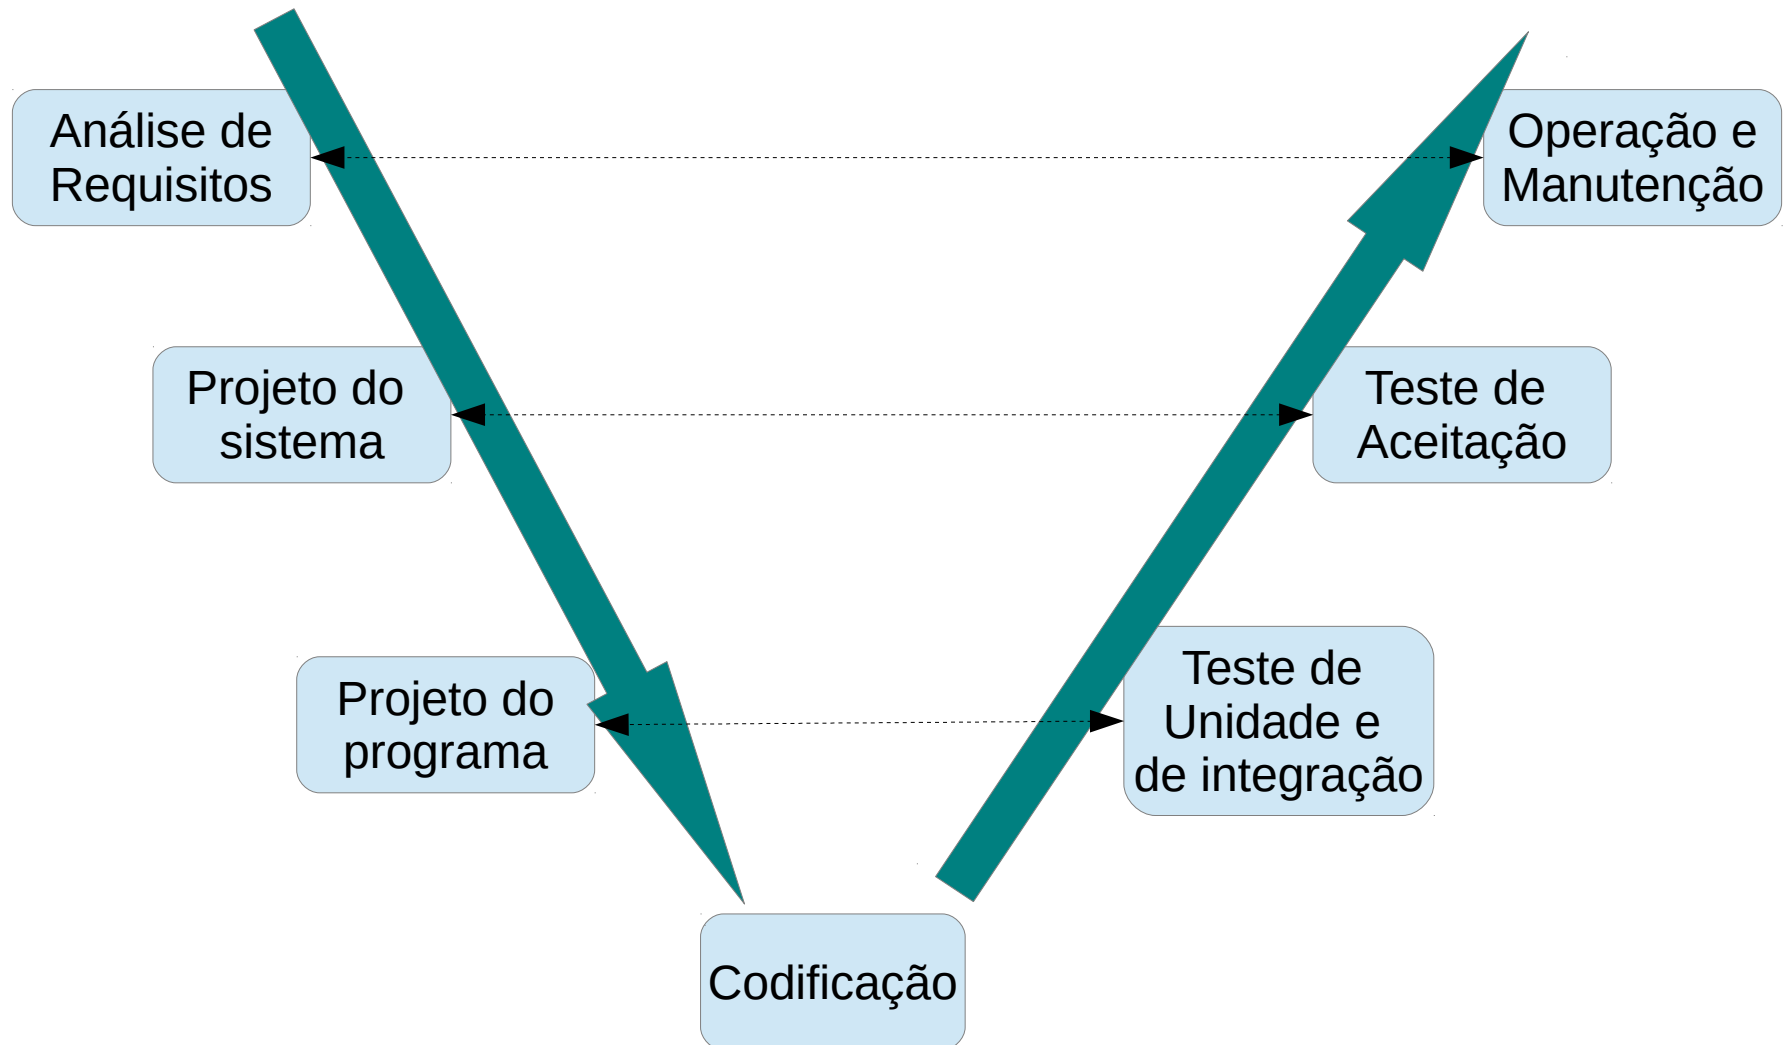 Análise de
Requisitos
Operação e
Manutenção
Projeto do
sistema
Teste de
Aceitação
Projeto do
programa
Teste de
Unidade e
de integração
Codificação